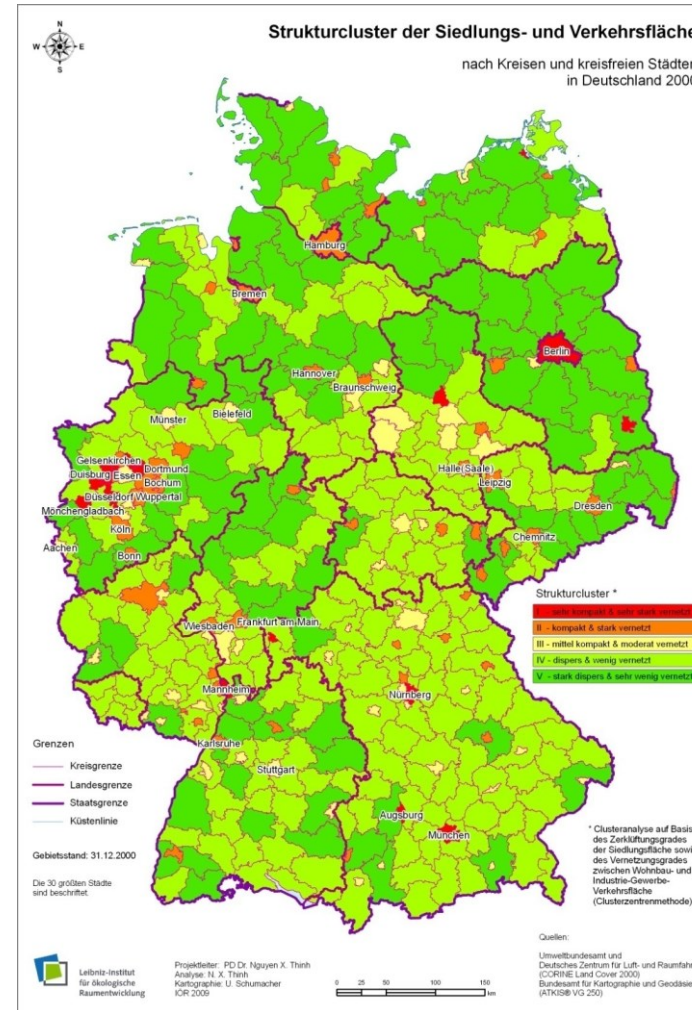 Strukturcluster der Siedlungs- und Verkehrsfläche
nach Kreisen und kreisfreien Städten
in Deutschland 2000
N
W E
S
Hamburg
Bremen
Berlin
Hannover
Braunschweig
Bielefeld
Münster
Gelsenkirchen
Dortmund
Duisburg
Essen
Bochum
Düsseldorf
Wuppertal
Mönchengladbach
Köln
Aachen
Bonn
Halle(Saale)
Leipzig
Dresden
Chemnitz
Wiesbaden
Frankfurt am Main
Mannheim
Nürnberg
Karlsruhe
Stuttgart
Augsburg
München
Strukturcluster *
I - sehr kompakt & sehr stark vernetzt
II - kompakt & stark vernetzt
III - mittel kompakt & moderat vernetzt
IV - dispers & wenig vernetzt
V - stark dispers & sehr wenig vernetzt
Grenzen
Kreisgrenze
Landesgrenze
Staatsgrenze
Küstenlinie
Gebietsstand: 31.12.2000
Die 30 größten Städte
sind beschriftet.
* Clusteranalyse auf Basis
des Zerklüftungsgrades
der Siedlungsfläche sowie
des Vernetzungsgrades
zwischen Wohnbau- und
Industrie-Gewerbe-
Verkehrsfläche
(Clusterzentrenmethode)
Quellen:
Umweltbundesamt und
Deutsches Zentrum für Luft- und Raumfahrt
(CORINE Land Cover 2000)
Bundesamt für Kartographie und Geodäsie
(ATKIS® VG 250)
Leibniz-Institut
für ökologische
Raumentwicklung
Projektleiter: PD Dr. Nguyen X. Thinh
Analyse: N. X. Thinh
Kartographie: U. Schumacher
IÖR 2009
0 25 50 100 150
km